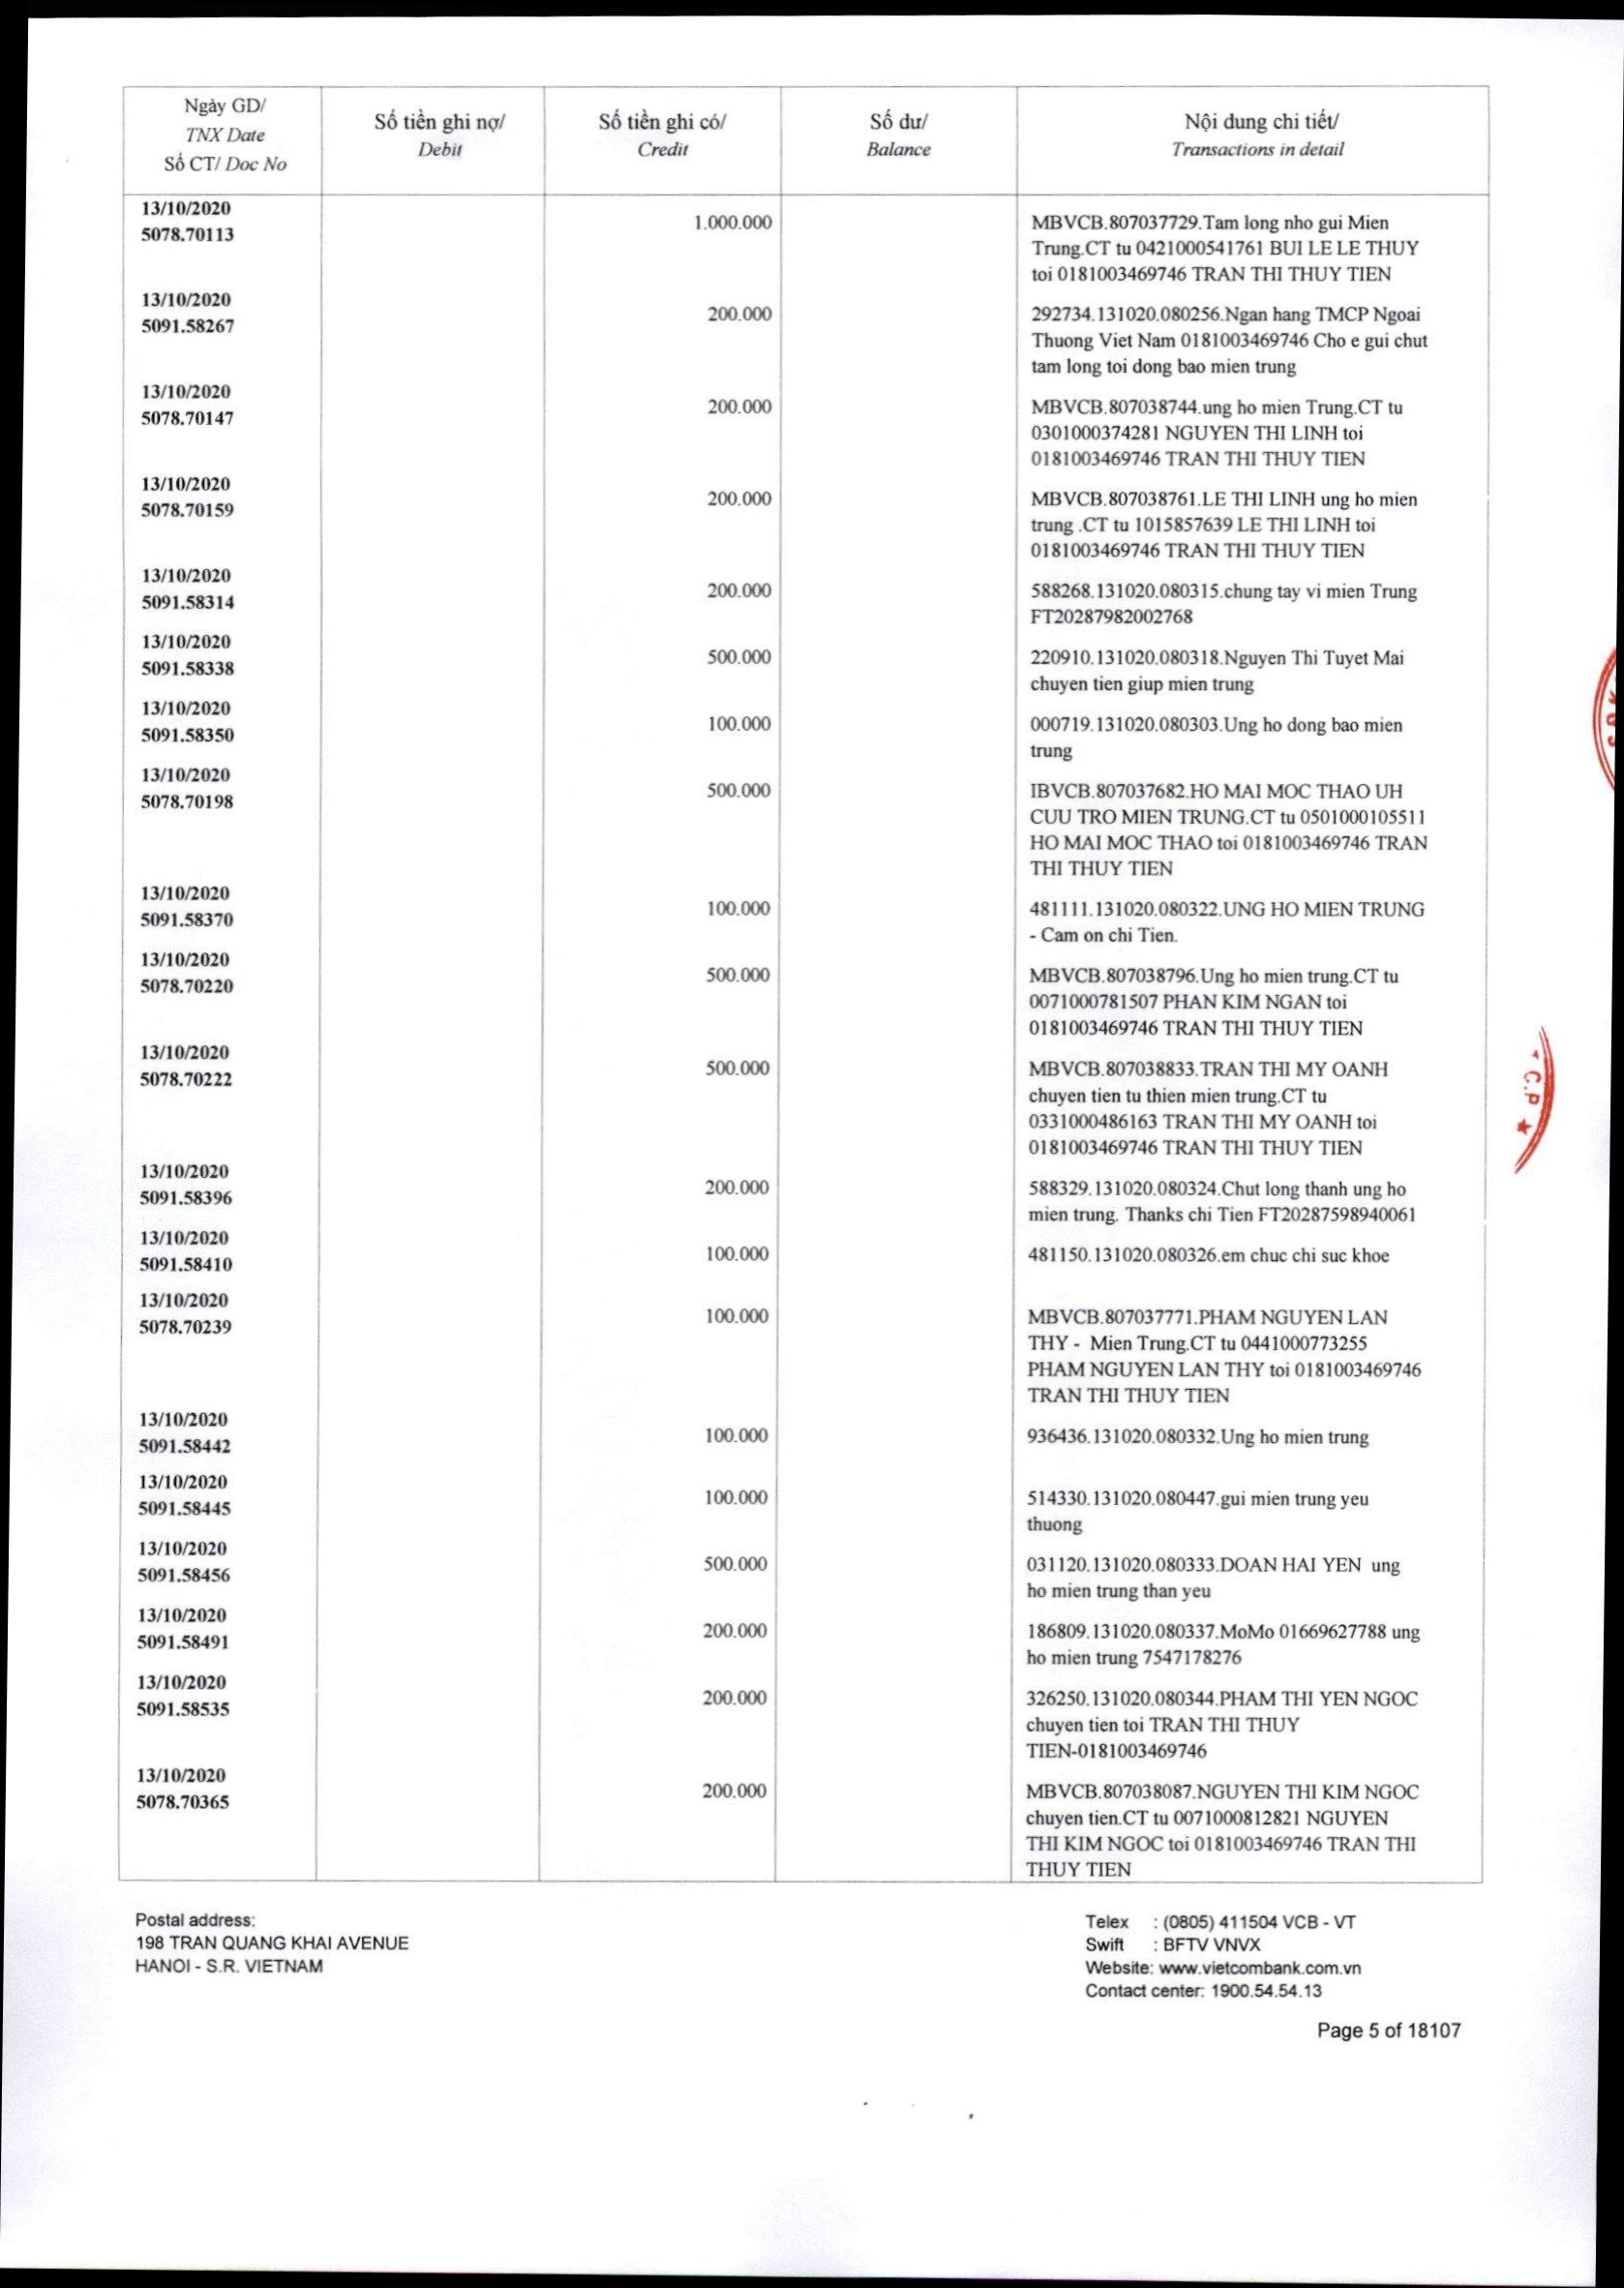 Ngày GD/
TNX Date
Số CT/ Doc No
Số tiền ghi nợ/
Debit
Số tiền ghi có/
Credit
Số dư/
Balance
Nội dung chi tiết/
Transactions in detail
13/10/2020
5078.70113
1.000.000
MBVCB.807037729.Tam long nho gui Mien
Trung.CT tu 0421000541761 BUI LE LE THUY
toi 0181003469746 TRAN THI THUY TIEN
13/10/2020
5091.58267
200.000
292734.131020.080256.Ngan hang TMCP Ngoai
Thuong Viet Nam 0181003469746 Cho e gui chut
tam long toi dong bao mien trung
13/10/2020
5078.70147
200.000
MBVCB.807038744.ung ho mien Trung.CT tu
0301000374281 NGUYEN THI LINH toi
0181003469746 TRAN THI THUY TIEN
13/10/2020
5078.70159
200.000
MBVCB.807038761.LE THI LINH ung ho mien
trung .CT tu 1015857639 LE THI LINH toi
0181003469746 TRAN THI THUY TIEN
13/10/2020
5091.58314
200.000
588268.131020.080315.chung tay vi mien Trung
FT20287982002768
13/10/2020
5091.58338
500.000
220910.131020.080318.Nguyen Thi Tuyet Mai
chuyen tien giup mien trung
13/10/2020
5091.58350
100.000
000719.131020.080303.Ung ho dong bao mien
trung
13/10/2020
5078.70198
500.000
IBVCB.807037682.HO MAI MOC THAO UH
CUU TRO MIEN TRUNG.CT tu 0501000105511
HO MAI MOC THAO toi 0181003469746 TRAN
THI THUY TIEN
13/10/2020
5091.58370
100.000
481111.131020.080322.UNG HO MIEN TRUNG
- Cam on chi Tien.
13/10/2020
5078.70220
500.000
MBVCB.807038796.Ung ho mien trung.CT tu
0071000781507 PHAN KIM NGAN toi
0181003469746 TRAN THI THUY TIEN
13/10/2020
5078.70222
500.000
MBVCB.807038833.TRAN THI MY OANH
chuyen tien tu thien mien trung.CT tu
0331000486163 TRAN THI MY OANH toi
0181003469746 TRAN THI THUY TIEN
13/10/2020
5091.58396
200.000
588329.131020.080324.Chut long thanh ung ho
mien trung. Thanks chi Tien FT20287598940061
13/10/2020
5091.58410
100.000
481150.131020.080326.em chuc chi suc khoe
13/10/2020
5078.70239
100.000
MBVCB.807037771.PHAM NGUYEN LAN
THY - Mien Trung.CT tu 0441000773255
PHAM NGUYEN LAN THY toi 0181003469746
TRAN THI THUY TIEN
13/10/2020
5091.58442
100.000
936436.131020.080332.Ung ho mien trung
13/10/2020
5091.58445
100.000
514330.131020.080447.gui mien trung yeu
thuong
13/10/2020
5091.58456
500.000
031120.131020.080333.DOAN HAI YEN ung
ho mien trung than yeu
13/10/2020
5091.58491
200.000
186809.131020.080337.MoMo 01669627788 ung
ho mien trung 7547178276
13/10/2020
5091.58535
200.000
326250.131020.080344.PHAM THI YEN NGOC
chuyen tien toi TRAN THI THUY
TIEN-0181003469746
13/10/2020
5078.70365
200.000
MBVCB.807038087.NGUYEN THI KIM NGOC
chuyen tien.CT tu 0071000812821 NGUYEN
THI KIM NGOC toi 0181003469746 TRAN THI
THUY TIEN
C.P
Postal address:
198 TRAN QUANG KHAI AVENUE
HANOI - S.R. VIETNAM
Telex : (0805) 411504 VCB - VT
Swift : BFTV VNVX
Website: www.vietcombank.com.vn
Contact center: 1900.54.54.13
Page 5 of 18107